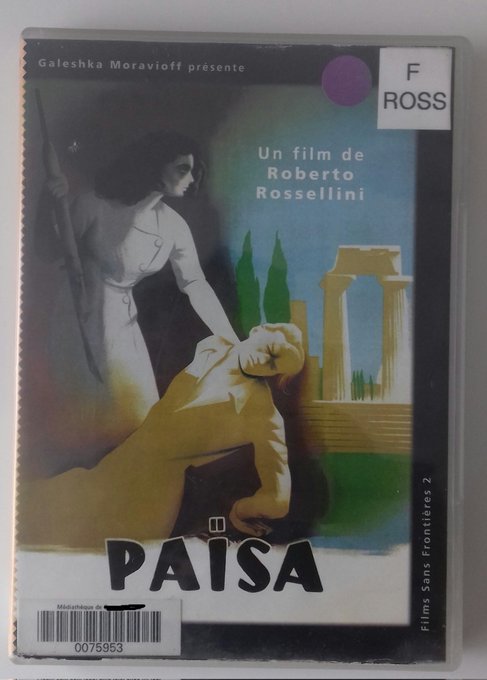 Galeshka Moravioff présente
F
ROSS
Un film de
Roberto
Rossellini
PAÏSA
Films Sans Frontières 2
Médiathèque de
0075953